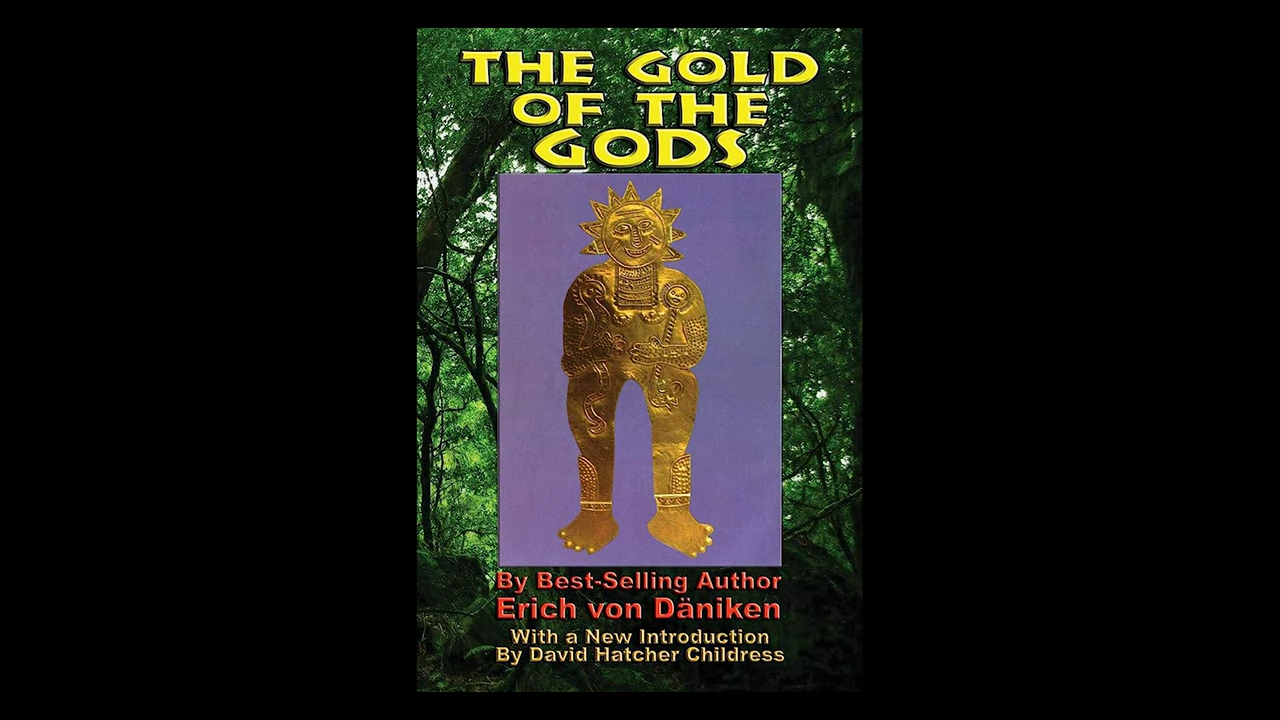 THE GOLD
OF THE
GODS
By Best-Selling Author
Erich von Däniken
With a New Introduction
By David Hatcher Childress